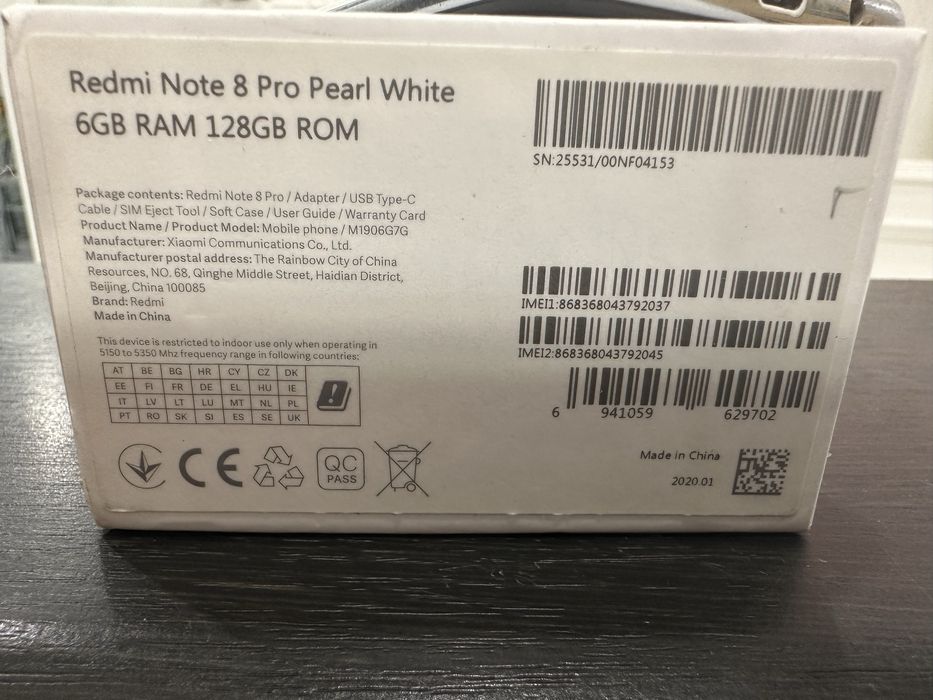 Redmi Note 8 Pro Pearl White
6GB RAM 128GB ROM
SN:25531/00NF04153
Package contents: Redmi Note 8 Pro / Adapter / USB Type-C
Cable / SIM Eject Tool / Soft Case / User Guide / Warranty Card
Product Name / Product Model: Mobile phone / M1906G7G
Manufacturer: Xiaomi Communications Co., Ltd.
Manufacturer postal address: The Rainbow City of China
Resources, NO. 68, Qinghe Middle Street, Haidian District,
Beijing, China 100085
Brand: Redmi
Made in China
IMEI1:868368043792037
IMEI2:868368043792045
6 941059 629702
This device is restricted to indoor use only when operating in
5150 to 5350 Mhz frequency range in following countries:
AT BE BG HR CY CZ DK
EE FI FR DE EL HU IE
IT LV LT LU MT NL PL
PT RO SK SI ES SE UK
CE
QC
PASS
Made in China
2020.01